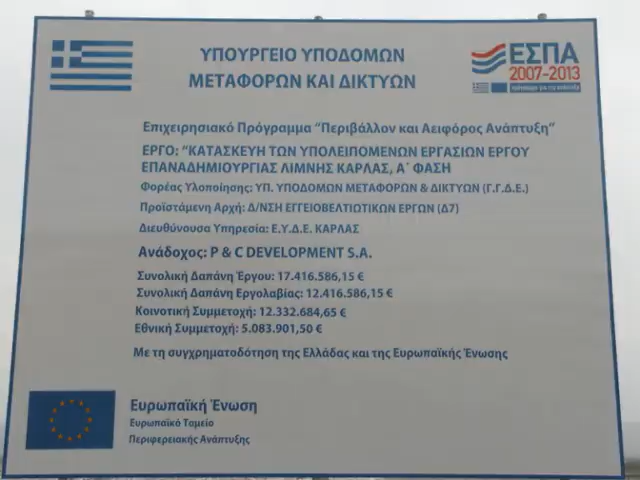 ΥΠΟΥΡΓΕΙΟ ΥΠΟΔΟΜΩΝ
ΜΕΤΑΦΟΡΩΝ ΚΑΙ ΔΙΚΤΥΩΝ
ΕΣΠΑ
2007-2013
Επιχειρησιακό Πρόγραμμα "Περιβάλλον και Αειφόρος Ανάπτυξη"
ΕΡΓΟ: "ΚΑΤΑΣΚΕΥΗ ΤΩΝ ΥΠΟΛΕΙΠΟΜΕΝΩΝ ΕΡΓΑΣΙΩΝ ΕΡΓΟΥ
ΕΠΑΝΑΔΗΜΙΟΥΡΓΙΑΣ ΛΙΜΝΗΣ ΚΑΡΛΑΣ, Α΄ ΦΑΣΗ
Φορέας Υλοποίησης: ΥΠ. ΥΠΟΔΟΜΩΝ ΜΕΤΑΦΟΡΩΝ & ΔΙΚΤΥΩΝ (Γ.Γ.Δ.Ε.)
Προϊστάμενη Αρχή: Δ/ΝΣΗ ΕΓΓΕΙΟΒΕΛΤΙΩΤΙΚΩΝ ΕΡΓΩΝ (Δ7)
Διευθύνουσα Υπηρεσία: Ε.Υ.Δ.Ε. ΚΑΡΛΑΣ
Ανάδοχος: P & C DEVELOPMENT S.A.
Συνολική Δαπάνη Έργου: 17.416.586,15 €
Συνολική Δαπάνη Εργολαβίας: 12.416.586,15 €
Κοινοτική Συμμετοχή: 12.332.684,65 €
Εθνική Συμμετοχή: 5.083.901,50 €
Με τη συγχρηματοδότηση της Ελλάδας και της Ευρωπαϊκής Ένωσης
Ευρωπαϊκή Ένωση
Ευρωπαϊκό Ταμείο
Περιφερειακής Ανάπτυξης